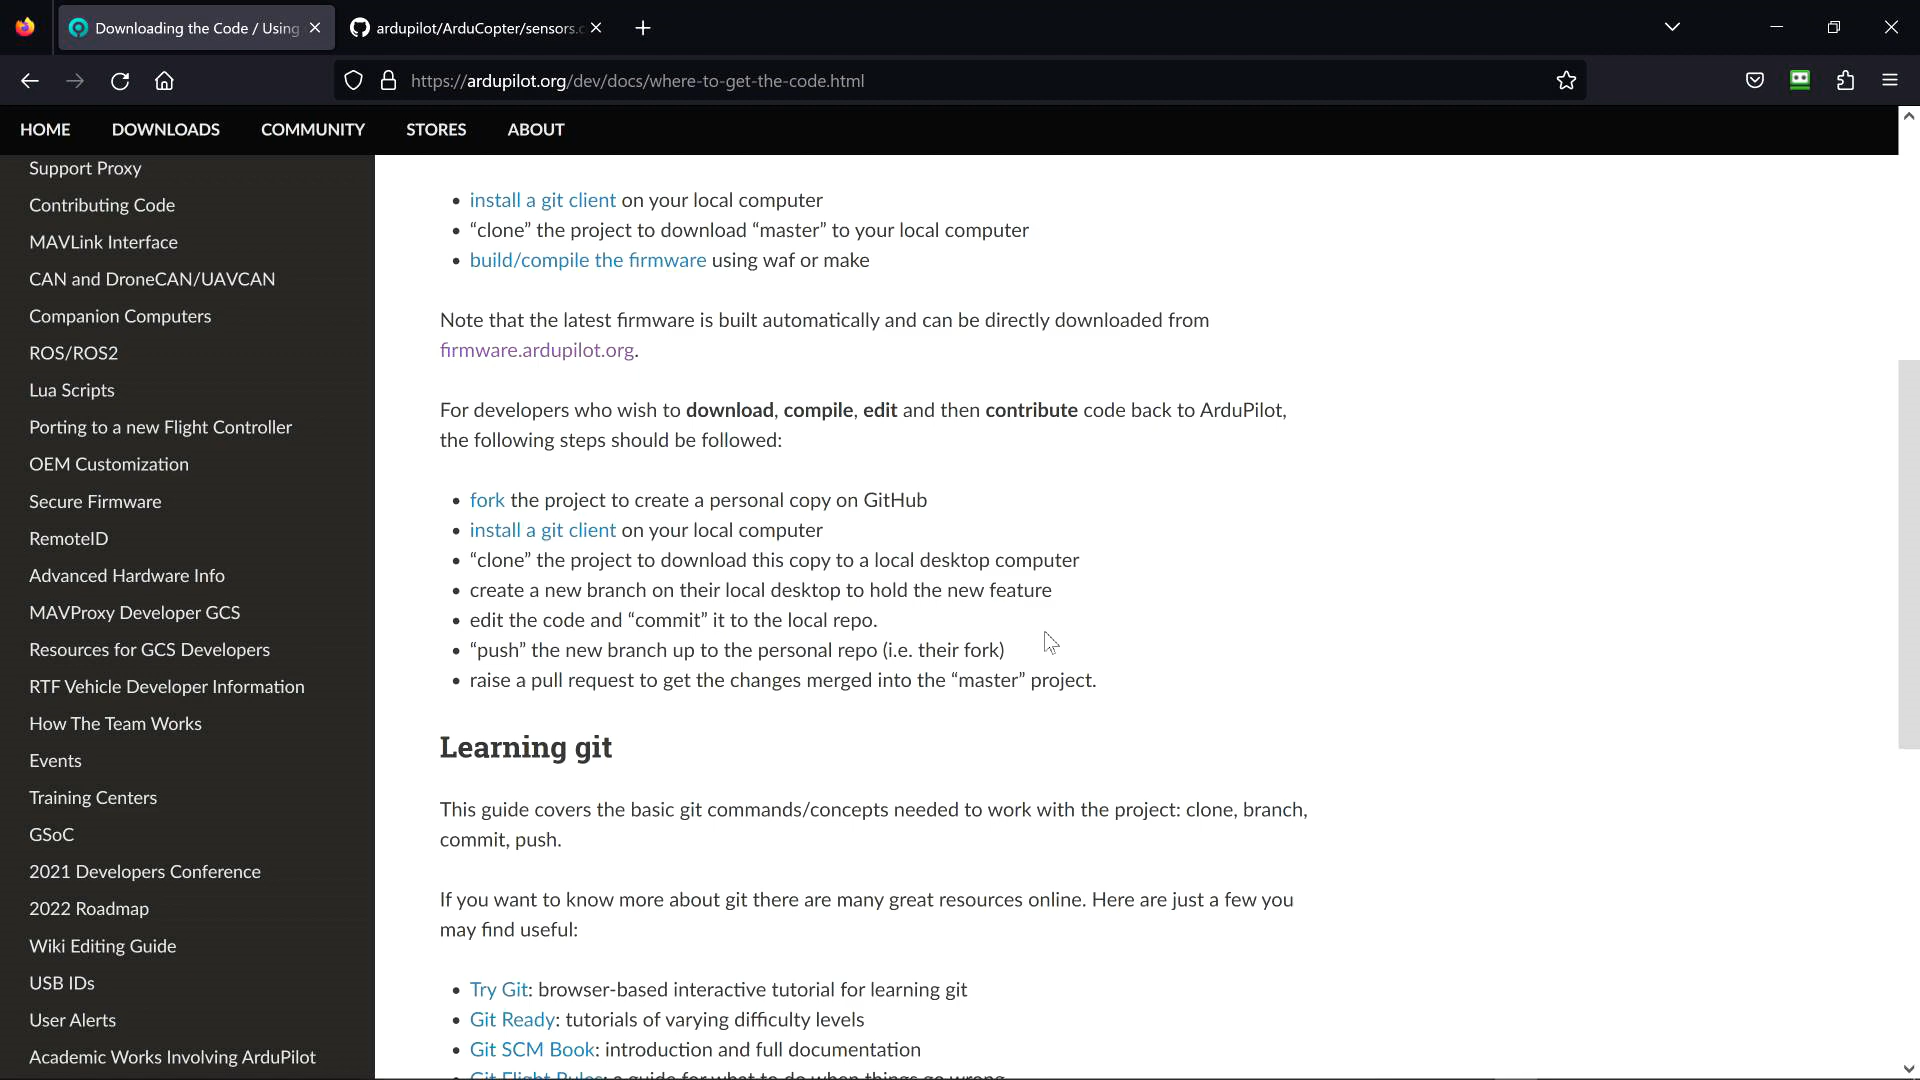 Downloading the Code / Using
ardupilot/ArduCopter/sensors.c
https://ardupilot.org/dev/docs/where-to-get-the-code.html
HOME DOWNLOADS COMMUNITY STORES ABOUT
Support Proxy
Contributing Code
MAVLink Interface
CAN and DroneCAN/UAVCAN
Companion Computers
ROS/ROS2
Lua Scripts
Porting to a new Flight Controller
OEM Customization
Secure Firmware
RemoteID
Advanced Hardware Info
MAVProxy Developer GCS
Resources for GCS Developers
RTF Vehicle Developer Information
How The Team Works
Events
Training Centers
GSoC
2021 Developers Conference
2022 Roadmap
Wiki Editing Guide
USB IDs
User Alerts
Academic Works Involving ArduPilot
• install a git client on your local computer
• “clone” the project to download “master” to your local computer
• build/compile the firmware using waf or make
Note that the latest firmware is built automatically and can be directly downloaded from
firmware.ardupilot.org.
For developers who wish to download, compile, edit and then contribute code back to ArduPilot,
the following steps should be followed:
• fork the project to create a personal copy on GitHub
• install a git client on your local computer
• “clone” the project to download this copy to a local desktop computer
• create a new branch on their local desktop to hold the new feature
• edit the code and “commit” it to the local repo.
• “push” the new branch up to the personal repo (i.e. their fork)
• raise a pull request to get the changes merged into the “master” project.
Learning git
This guide covers the basic git commands/concepts needed to work with the project: clone, branch,
commit, push.
If you want to know more about git there are many great resources online. Here are just a few you
may find useful:
• Try Git: browser-based interactive tutorial for learning git
• Git Ready: tutorials of varying difficulty levels
• Git SCM Book: introduction and full documentation
• Git Flight Rules: a guide for what to do when things go wrong